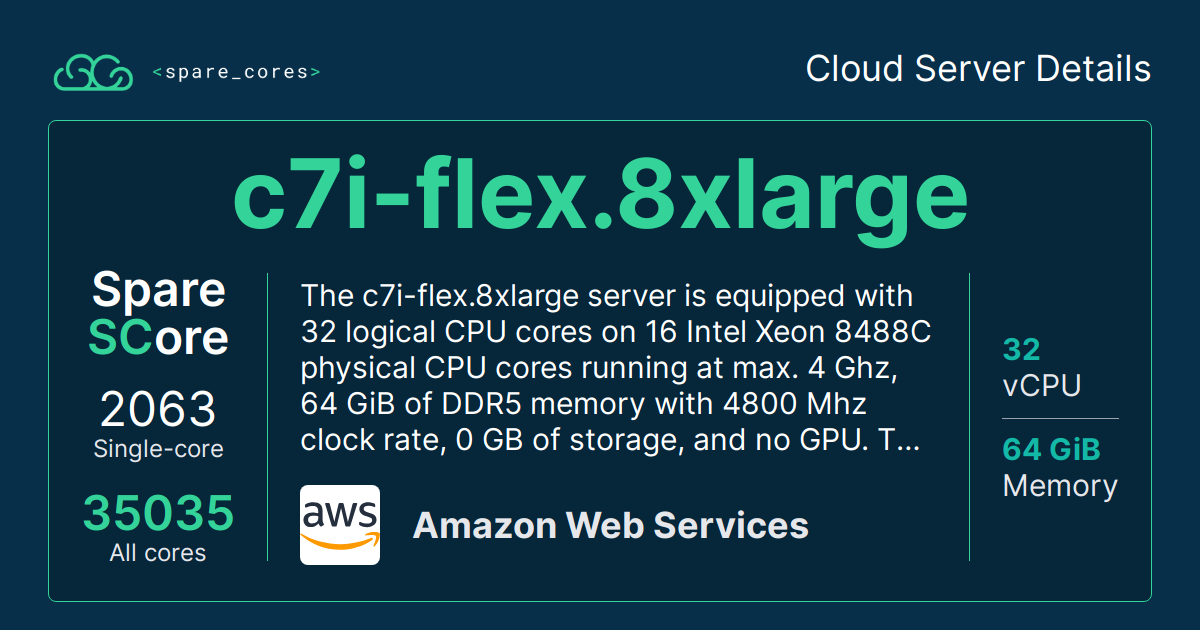 <spare_cores>
Cloud Server Details
c7i-flex.8xlarge
Spare
SCore
2063
Single-core
35035
All cores
The c7i-flex.8xlarge server is equipped with
32 logical CPU cores on 16 Intel Xeon 8488C
physical CPU cores running at max. 4 Ghz,
64 GiB of DDR5 memory with 4800 Mhz
clock rate, 0 GB of storage, and no GPU. T...
aws
Amazon Web Services
32
vCPU
64 GiB
Memory